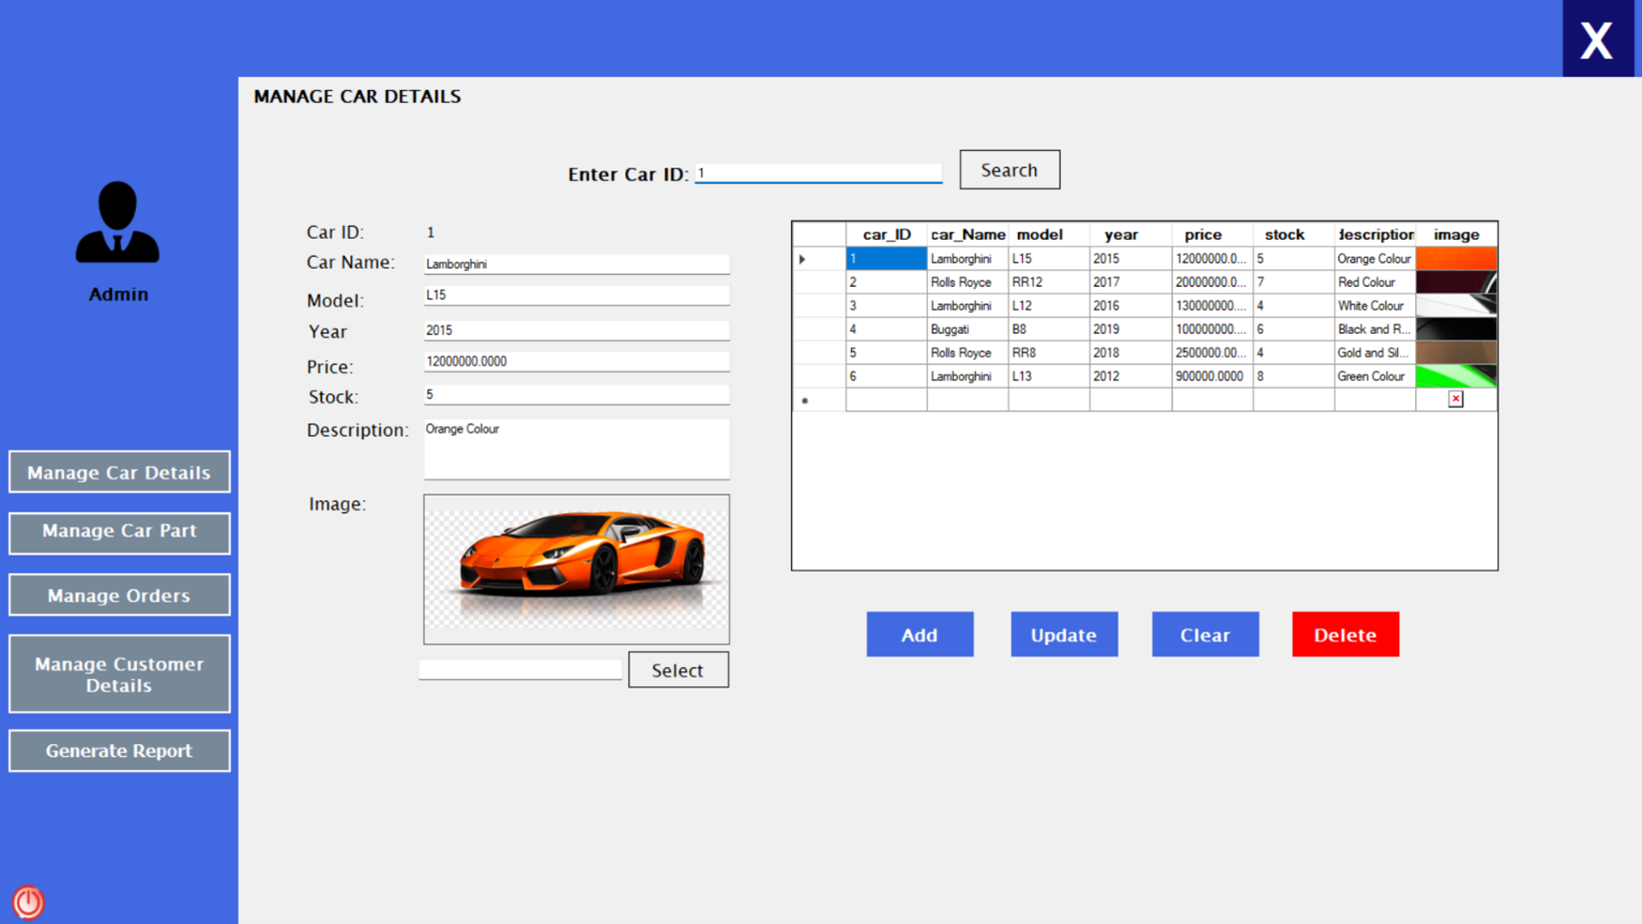 X
MANAGE CAR DETAILS
Enter Car ID: 1 Search
Admin
Car ID: 1
Car Name: Lamborghini
Model: L15
Year 2015
Price: 12000000.0000
Stock: 5
Description: Orange Colour
Image:
Select
car_ID car_Name model year price stock description image
1 Lamborghini L15 2015 12000000.0... 5 Orange Colour
2 Rolls Royce RR12 2017 20000000.0... 7 Red Colour
3 Lamborghini L12 2016 130000000.... 4 White Colour
4 Buggati B8 2019 100000000.... 6 Black and R...
5 Rolls Royce RR8 2018 2500000.00... 4 Gold and Sil...
6 Lamborghini L13 2012 900000.0000 8 Green Colour
Add Update Clear Delete
Manage Car Details
Manage Car Part
Manage Orders
Manage Customer
Details
Generate Report